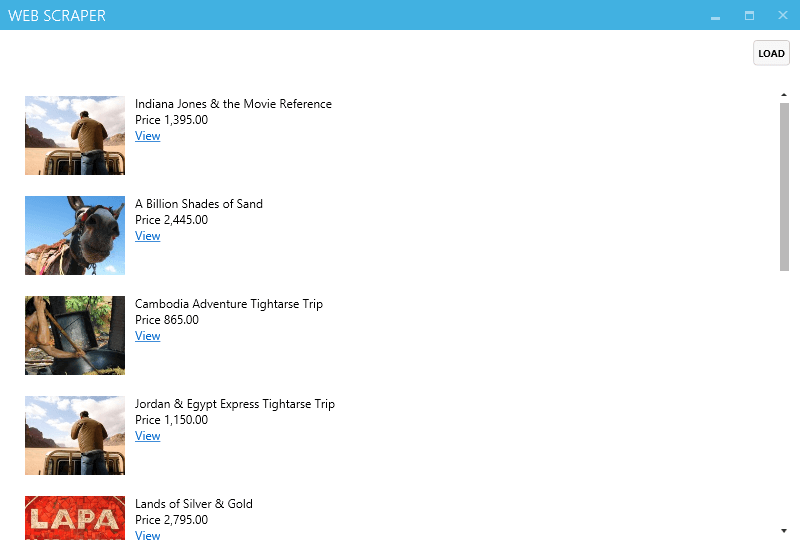 WEB SCRAPER
LOAD
Indiana Jones & the Movie Reference
Price 1,395.00
View
A Billion Shades of Sand
Price 2,445.00
View
Cambodia Adventure Tightarse Trip
Price 865.00
View
Jordan & Egypt Express Tightarse Trip
Price 1,150.00
View
LAPA
Lands of Silver & Gold
Price 2,795.00
View